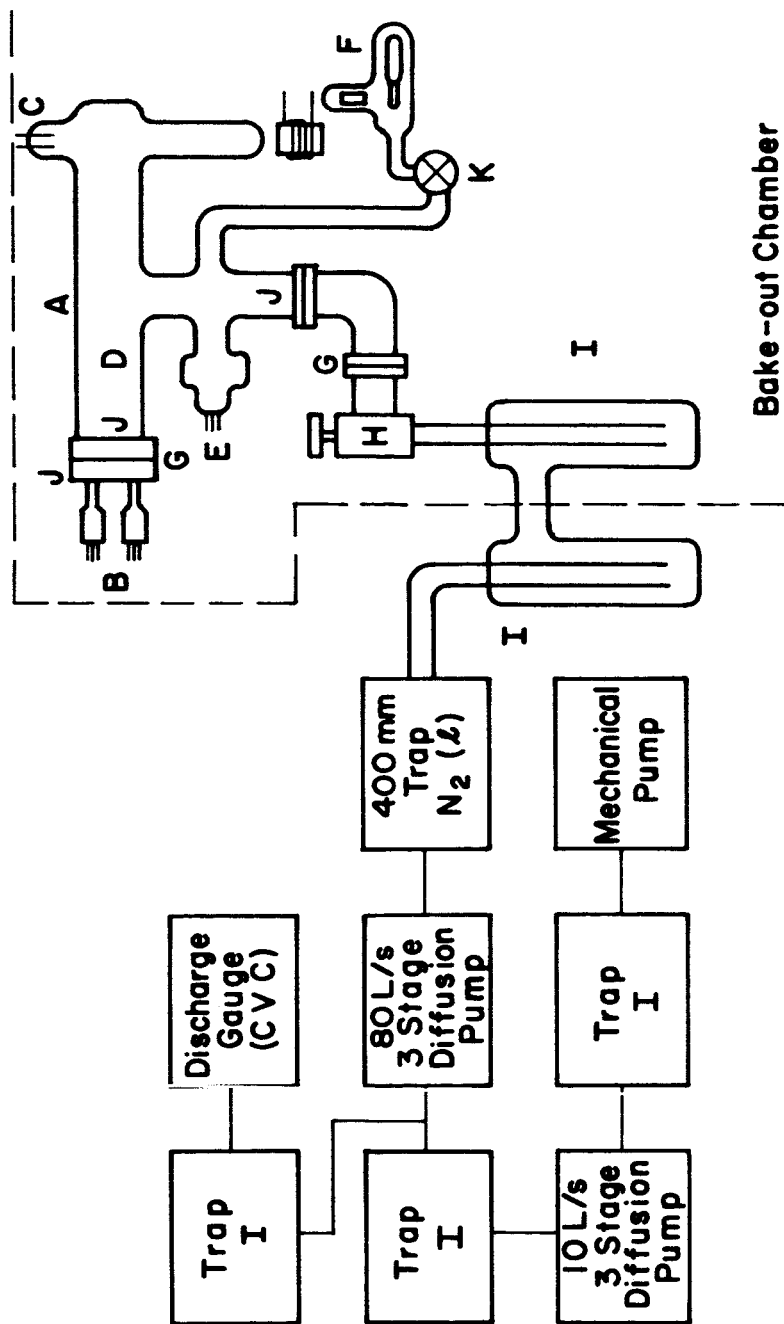 A
C
B
J
J
D
G
E
J
G
H
F
K
I
I
Bake-out Chamber
Discharge
Gauge
(CVC)
Trap
I
400 mm
Trap
N₂ (ℓ)
80 L/s
3 Stage
Diffusion
Pump
Trap
I
Mechanical
Pump
Trap
I
10 L/s
3 Stage
Diffusion
Pump